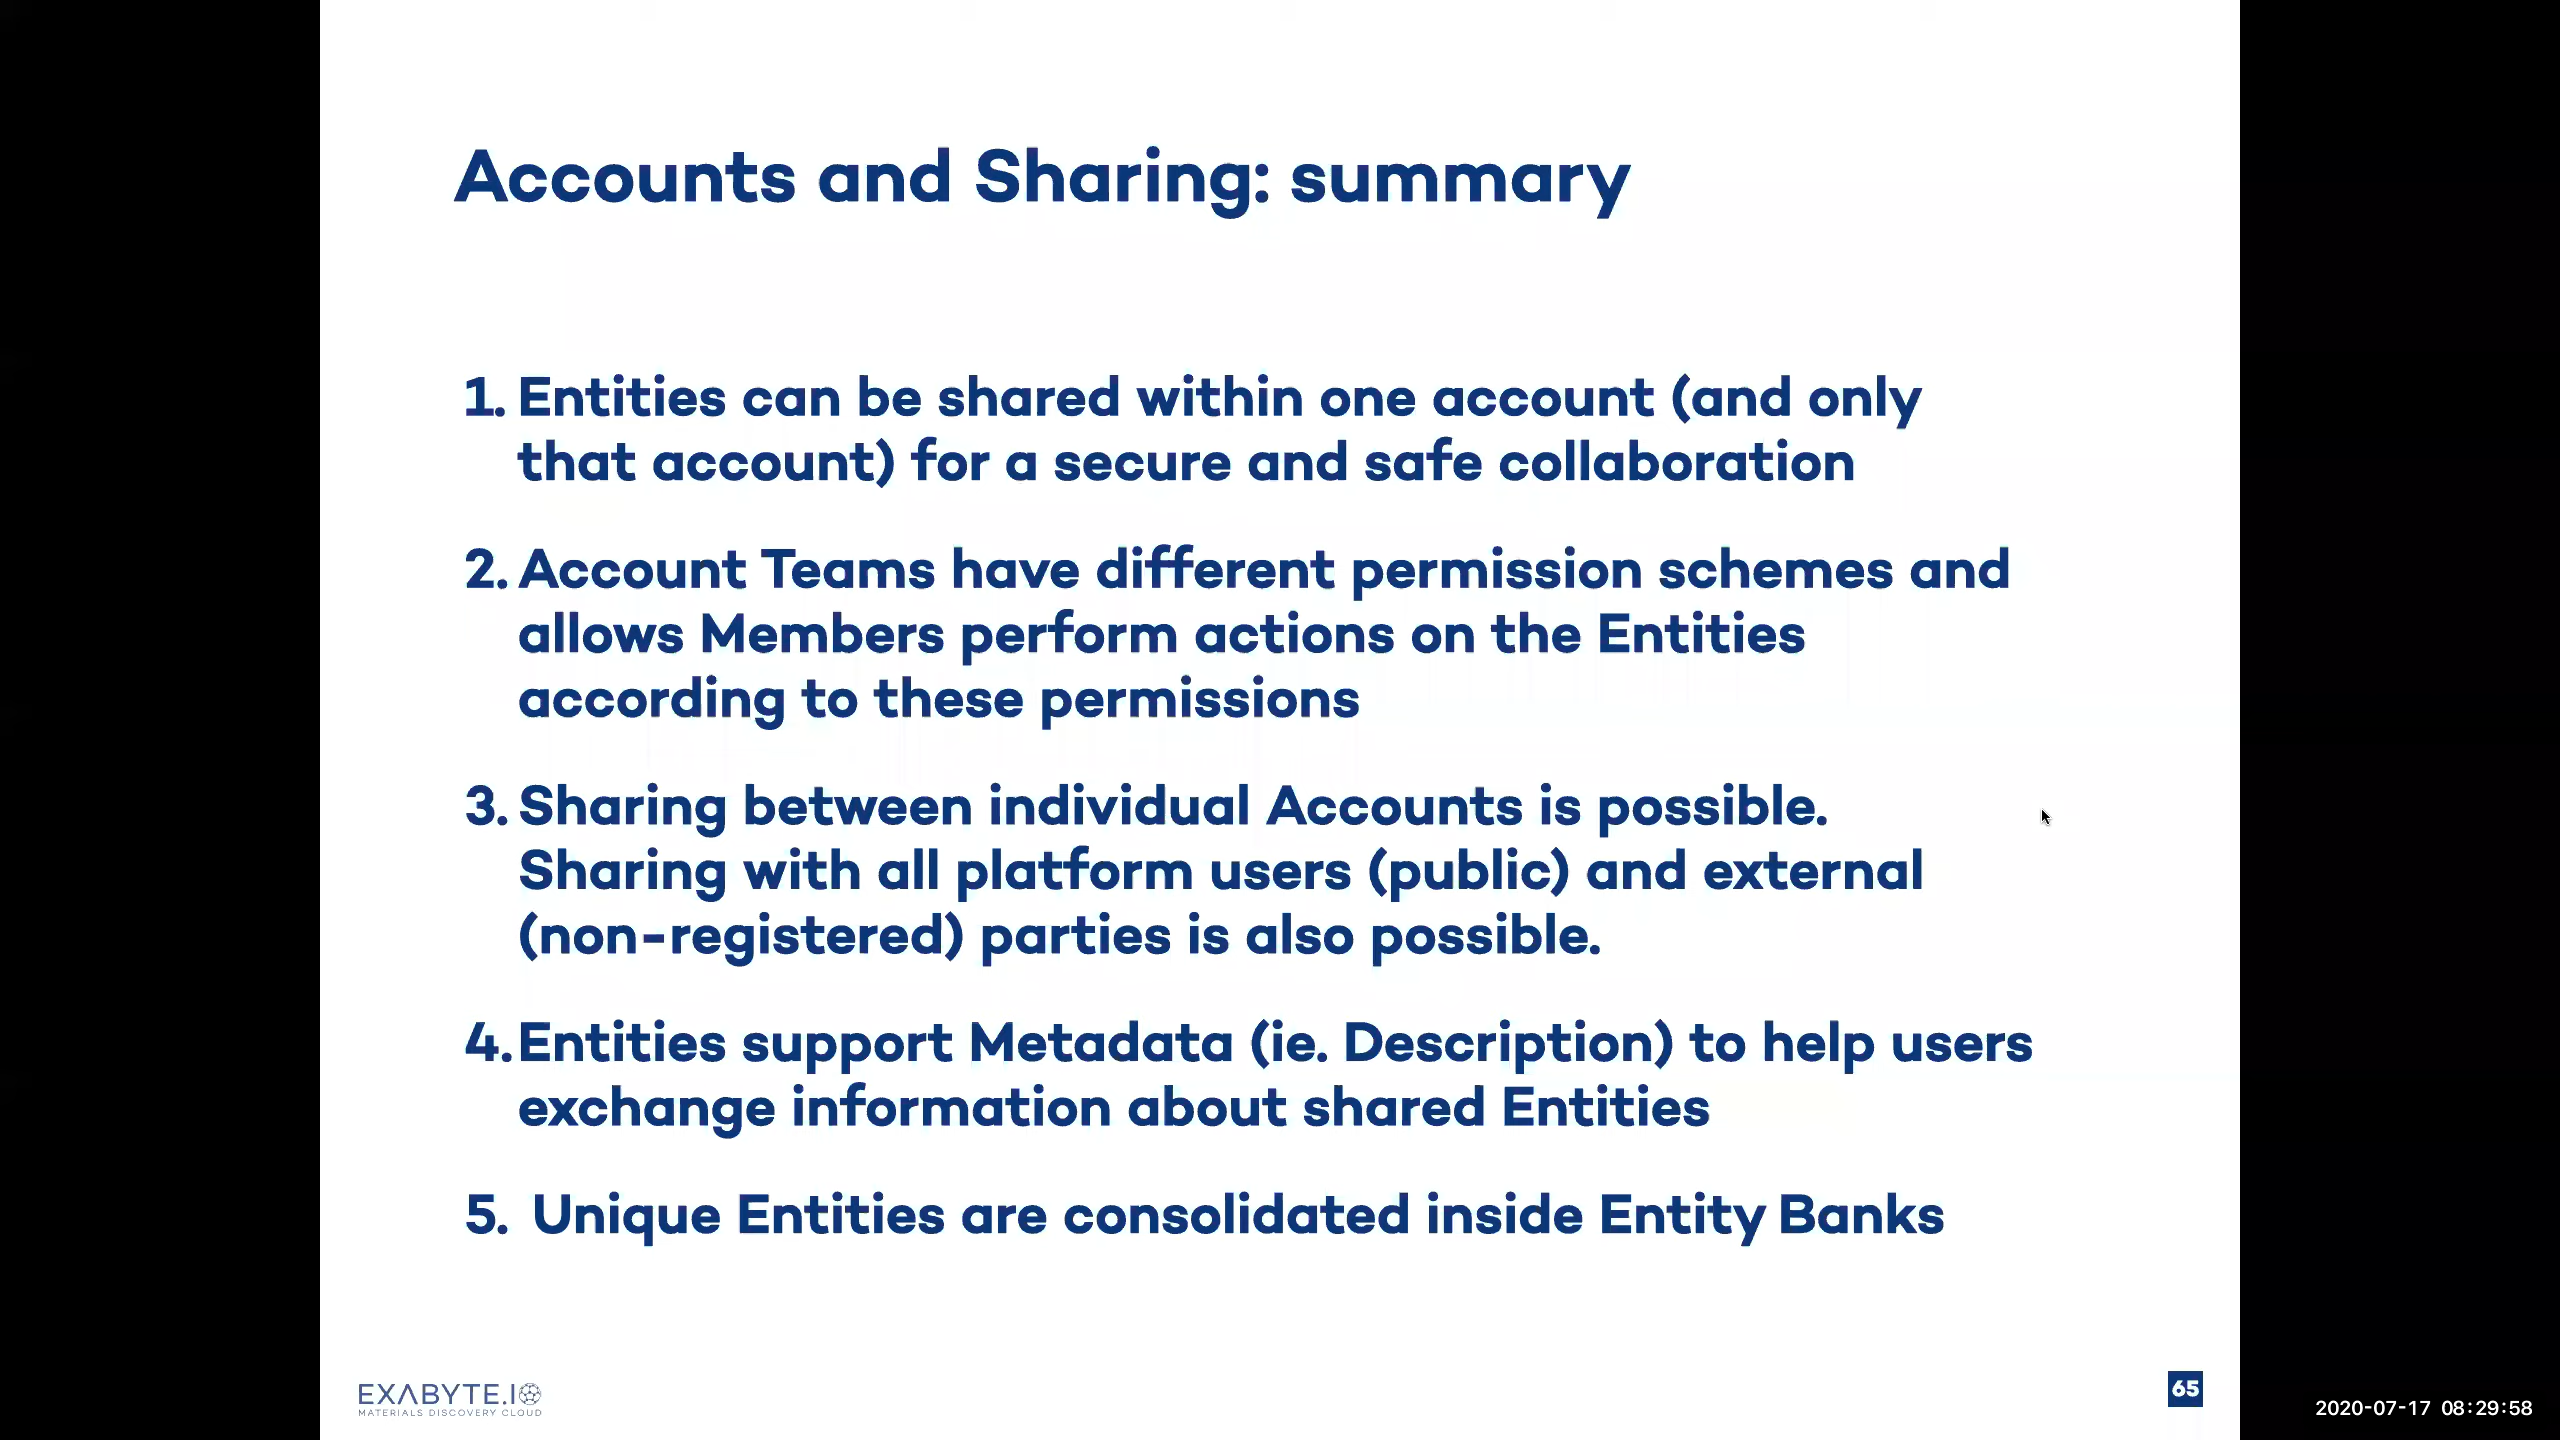 Accounts and Sharing: summary
1. Entities can be shared within one account (and only
that account) for a secure and safe collaboration
2. Account Teams have different permission schemes and
allows Members perform actions on the Entities
according to these permissions
3. Sharing between individual Accounts is possible.
Sharing with all platform users (public) and external
(non-registered) parties is also possible.
4. Entities support Metadata (ie. Description) to help users
exchange information about shared Entities
5. Unique Entities are consolidated inside Entity Banks
EXABYTE.IO
MATERIALS DISCOVERY CLOUD
65
2020-07-17 08:29:58